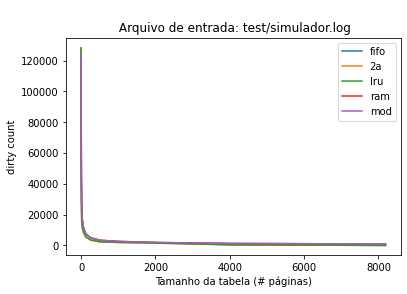 Arquivo de entrada: test/simulador.log
fifo
2a
lru
ram
mod
dirty count
120000
100000
80000
60000
40000
20000
0
0 2000 4000 6000 8000
Tamanho da tabela (# páginas)